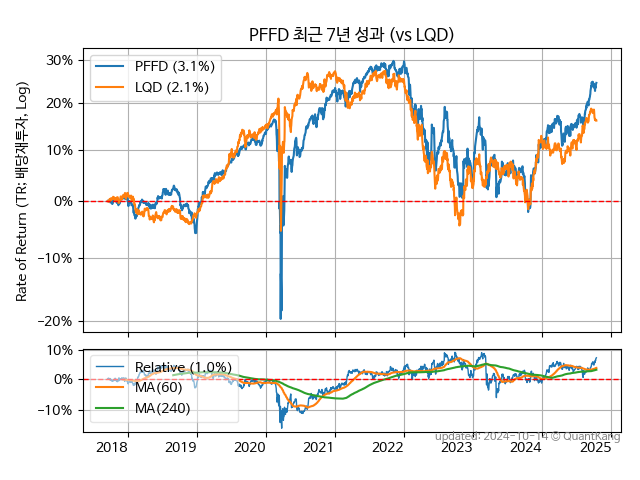 PFFD 최근 7년 성과 (vs LQD)
30%
20%
10%
0%
−10%
−20%
Rate of Return (TR: 배당재투자, Log)
PFFD (3.1%)
LQD (2.1%)
10%
0%
−10%
Relative (1.0%)
MA(60)
MA(240)
updated: 2024-10-14 © QuantKang
2018 2019 2020 2021 2022 2023 2024 2025